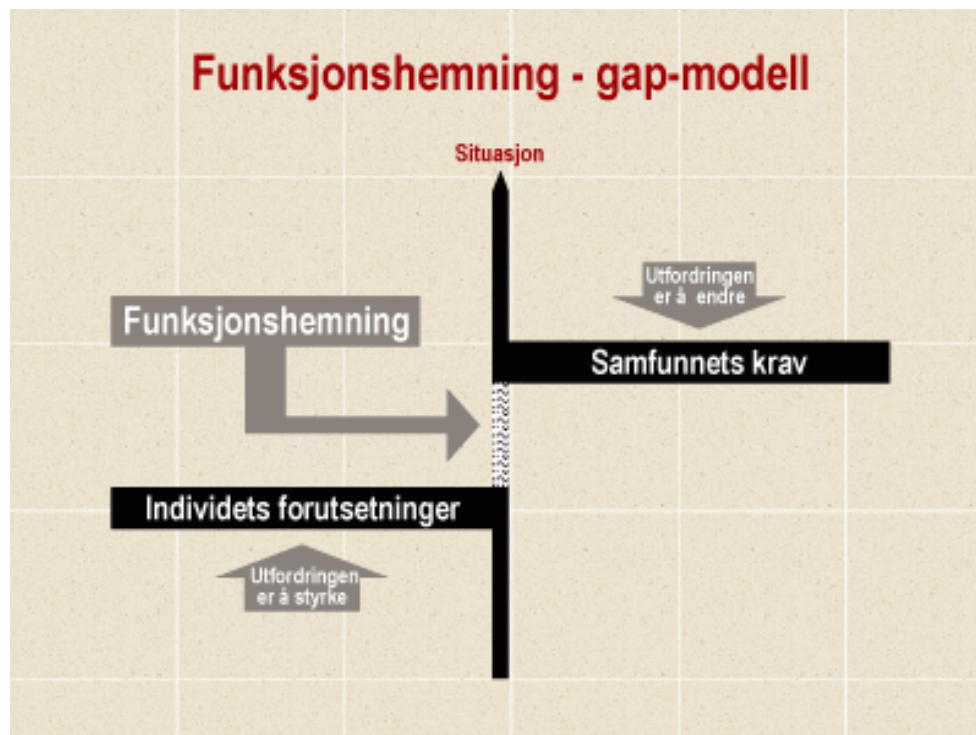 Funksjonshemning - gap-modell
Situasjon
Utfordringen
er å endre
Funksjonshemning
Samfunnets krav
Individets forutsetninger
Utfordringen
er å styrke